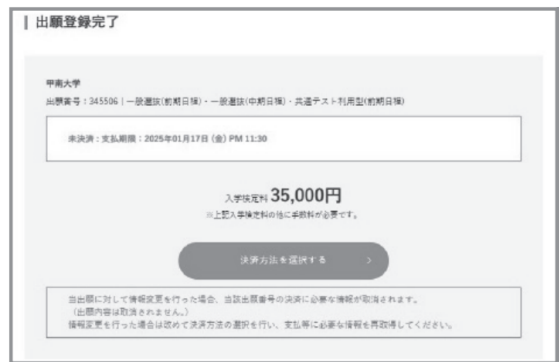 出願登録完了
甲南大学
出願番号：345506 | 一般選抜(前期日程)・一般選抜(中期日程)・共通テスト利用型(前期日程)
未決済：支払期限：2025年01月17日 (金) PM 11:30
入学検定料 35,000円
※上記入学検定料の他に手数料が必要です。
決済方法を選択する
当出願に対して情報変更を行った場合、当該出願番号の決済に必要な情報が取消されます。
（出願内容は取消されません。）
情報変更を行った場合は改めて決済方法の選択を行い、支払等に必要な情報を再取得してください。